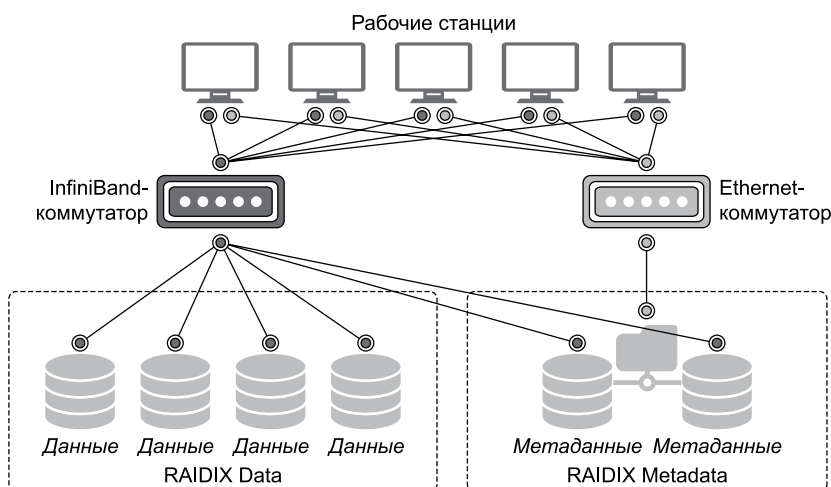 Рабочие станции
InfiniBand-
коммутатор
Ethernet-
коммутатор
Данные Данные Данные Данные
RAIDIX Data
Метаданные Метаданные
RAIDIX Metadata